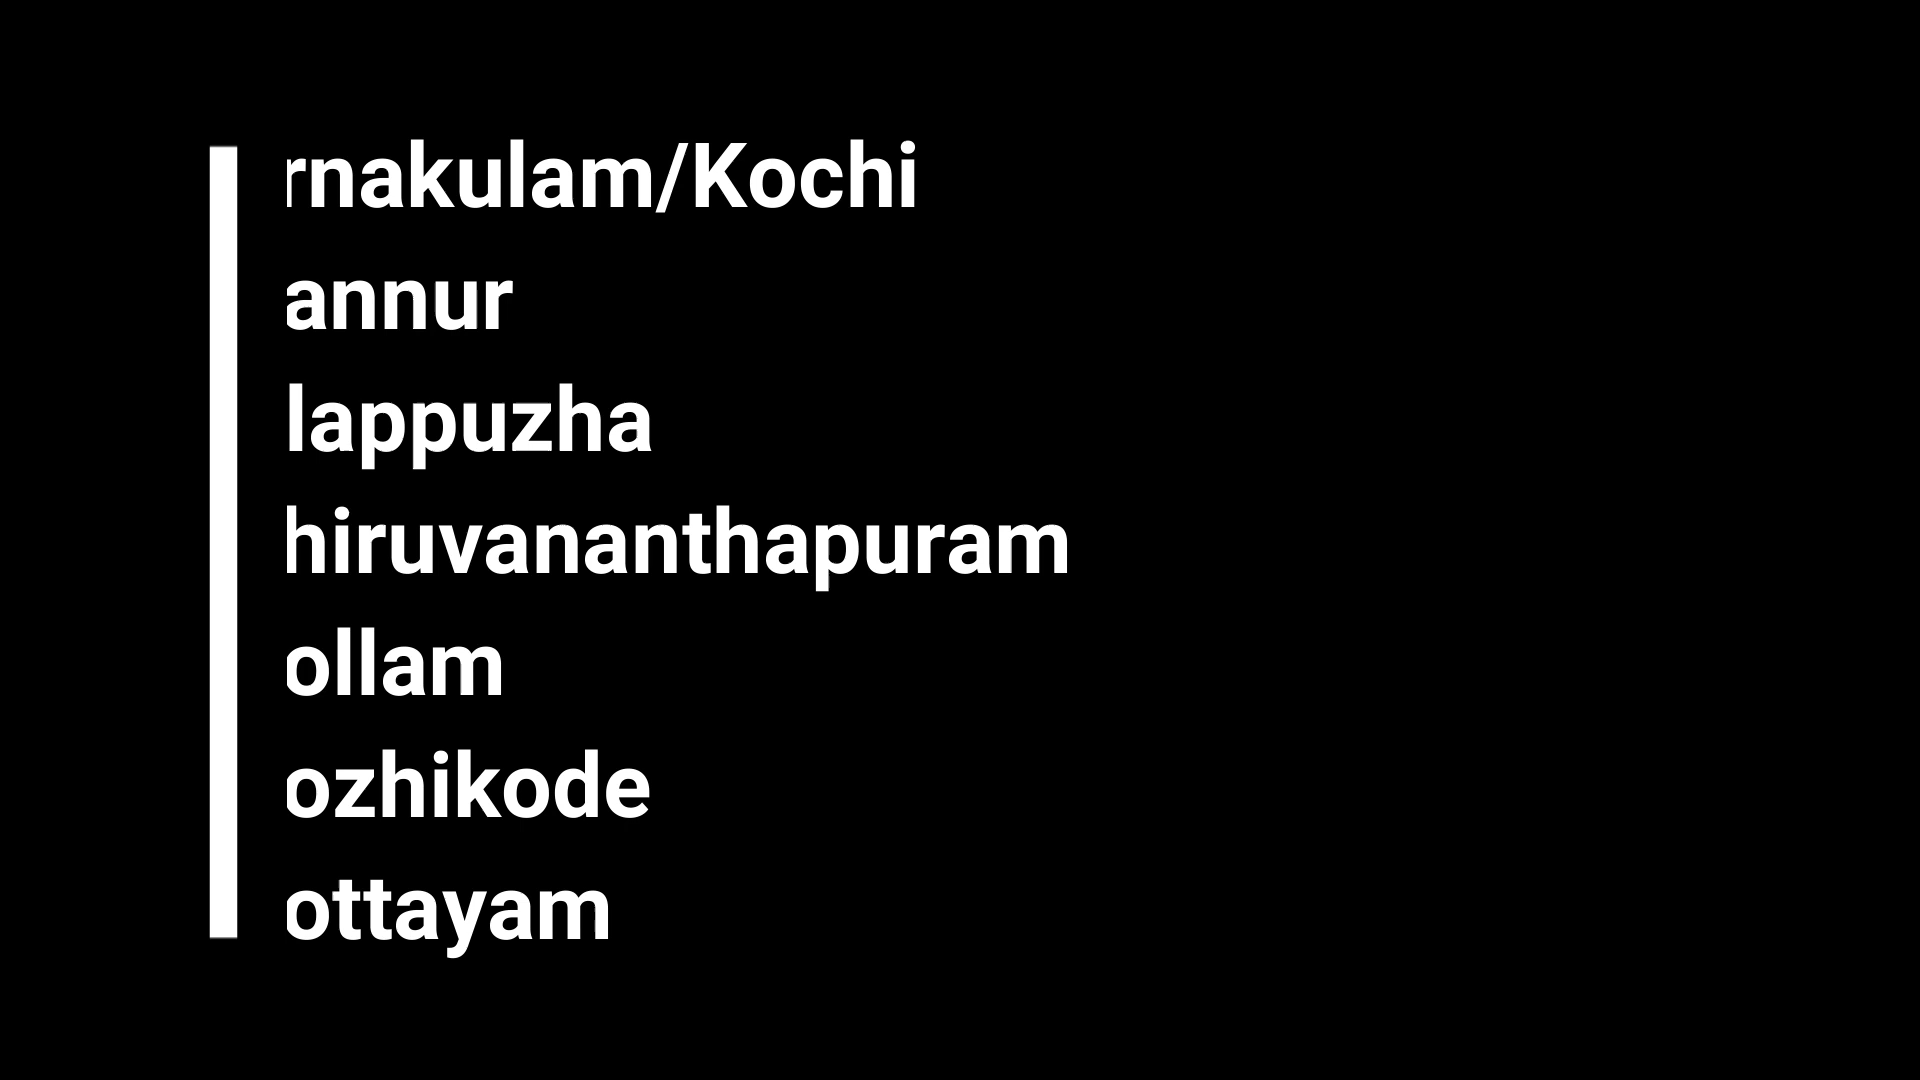 rnakulam/Kochi
annur
lappuzha
hiruvananthapuram
ollam
ozhikode
ottayam